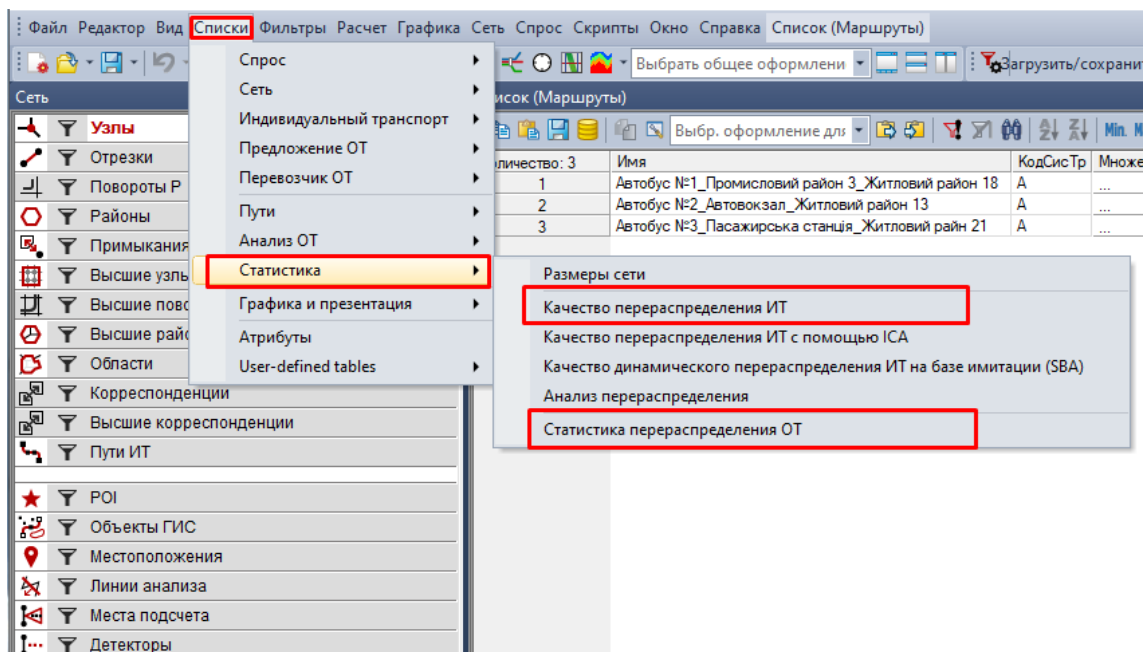 Файл Редактор Вид Списки Фильтры Расчет Графика Сеть Спрос Скрипты Окно Справка Список (Маршруты)
Выбрать общее оформлени
Загрузить/сохрани
Сеть
исок (Маршруты)
Выбр. оформление для
Min. M
Узлы
Отрезки
Повороты Р
Районы
Примыкания
Высшие узль
Высшие пово
Высшие райо
Области
Корреспонденции
Высшие корреспонденции
Пути ИТ
POI
Объекты ГИС
Местоположения
Линии анализа
Места подсчета
Детекторы
Спрос
Сеть
Индивидуальный транспорт
Предложение ОТ
Перевозчик ОТ
Пути
Анализ ОТ
Статистика
Графика и презентация
Атрибуты
User-defined tables
оличество: 3 Имя КодСисТр Множе
1 Автобус №1_Промисловий район 3_Житловий район 18 А ...
2 Автобус №2_Автовокзал_Житловий район 13 А ...
3 Автобус №3_Пасажирська станція_Житловий райн 21 А ...
Размеры сети
Качество перераспределения ИТ
Качество перераспределения ИТ с помощью ICA
Качество динамического перераспределения ИТ на базе имитации (SBA)
Анализ перераспределения
Статистика перераспределения ОТ